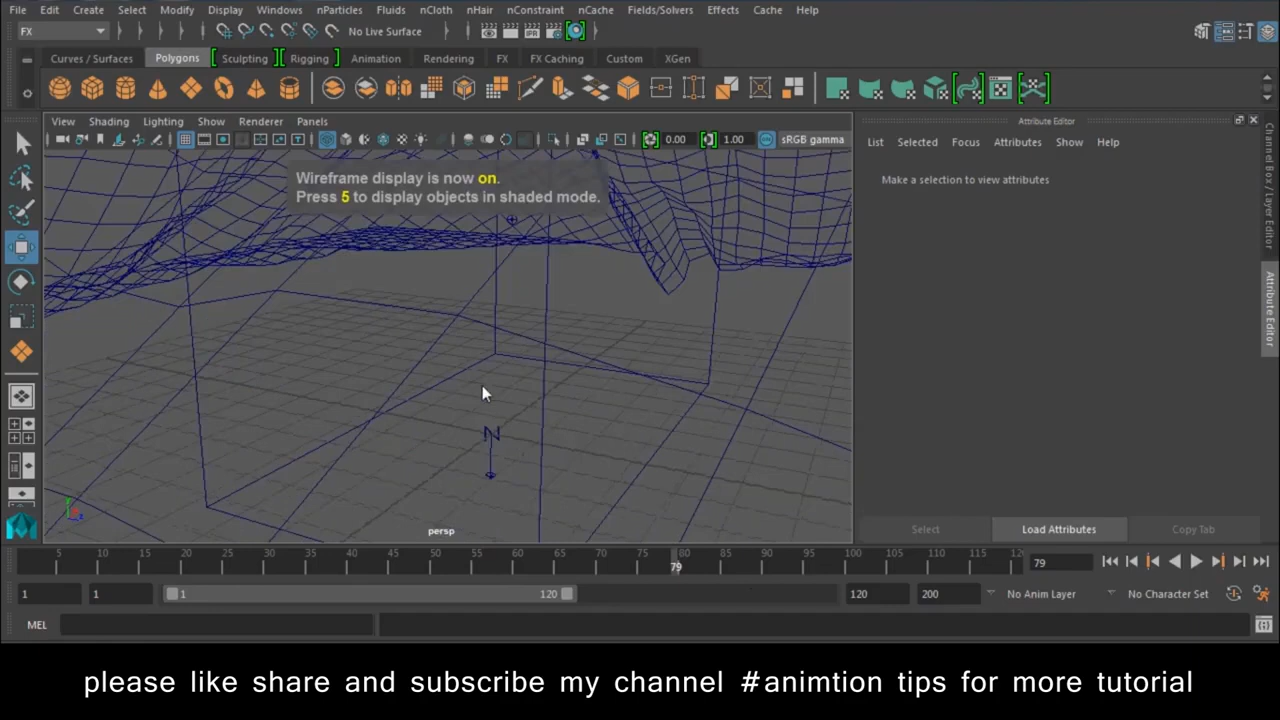 File Edit Create Select Modify Display Windows nParticles Fluids nCloth nHair nConstraint nCache Fields/Solvers Effects Cache Help
FX No Live Surface
Curves / Surfaces Polygons Sculpting Rigging Animation Rendering FX FX Caching Custom XGen
View Shading Lighting Show Renderer Panels
0.00 1.00 sRGB gamma
Wireframe display is now on.
Press 5 to display objects in shaded mode.
N
persp
Attribute Editor
List Selected Focus Attributes Show Help
Make a selection to view attributes
Select Load Attributes Copy Tab
Channel Box / Layer Editor
Attribute Editor
5 10 15 20 25 30 35 40 45 50 55 60 65 70 75 80 85 90 95 100 105 110 115 12
79
79
1 1 1 120 120 200 No Anim Layer No Character Set
MEL
please like share and subscribe my channel #animtion tips for more tutorial